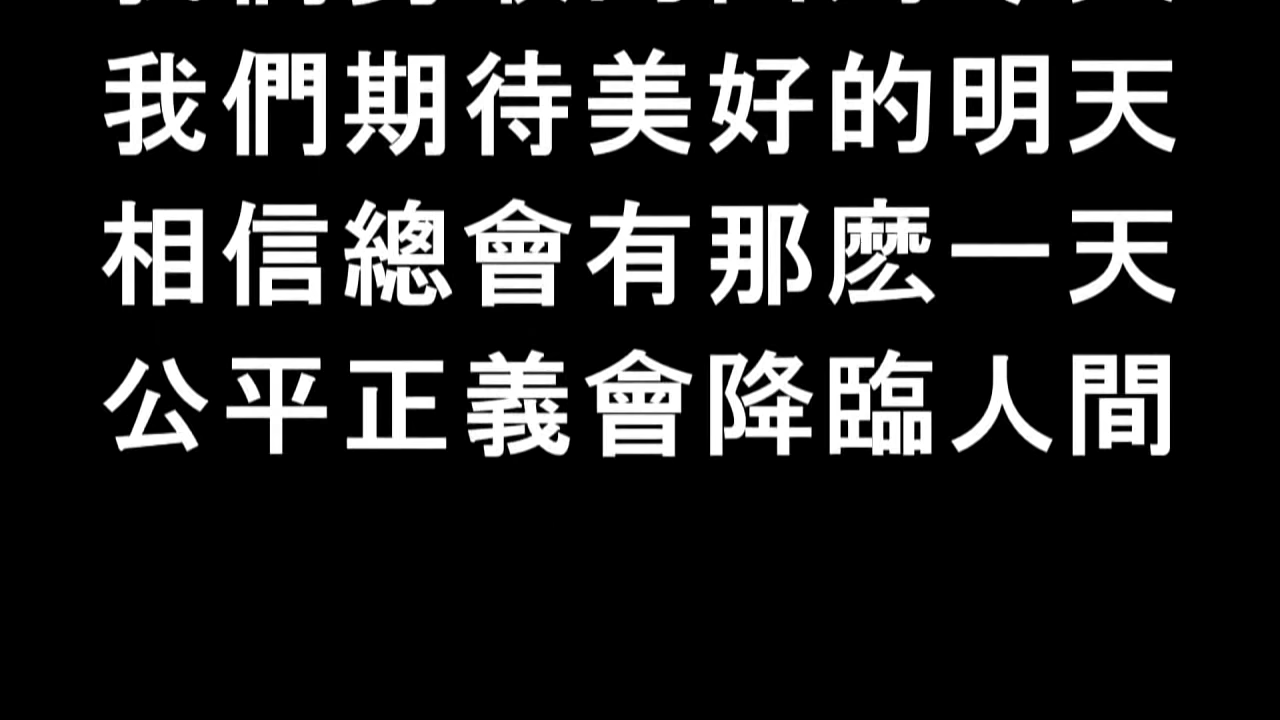 我們期待美好的明天
相信總會有那麽一天
公平正義會降臨人間